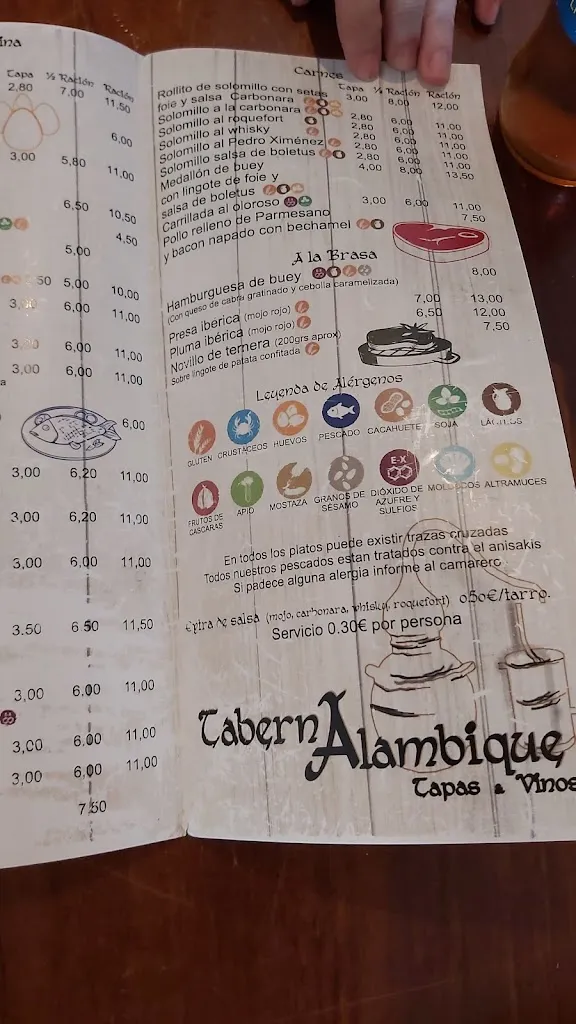 ina
Tapa ½ Ración Ración
2,80 7,00 11,50
6,00
3,00 5,80 11,00
6,50 10,50
4,50
5,00
50 5,00 10,00
6,00 11,00
6,00 11,00
3,00 6,00 11,00
6,00
3,00 6,20 11,00
3,00 6,20 11,00
3,00 6,00 11,00
3.50 6.50 11,50
3,00 6,00 11,00
3,00 6,00 11,00
3,00 6,00 11,00
7,50
Carnes
Tapa ½ Ración Ración
Rollito de solomillo con setas 3,00 8,00 12,00
foie y salsa Carbonara
Solomillo a la carbonara 2,80 6,00 11,00
Solomillo al roquefort 2,80 6,00 11,00
Solomillo al whisky 2,80 6,00 11,00
Solomillo al Pedro Ximénez 2,80 6,00 11,00
Solomillo salsa de boletus 4,00 8,00 13,50
Medallón de buey
con lingote de foie y
salsa de boletus
Carrillada al oloroso 3,00 6,00 11,00
Pollo relleno de Parmesano 7,50
y bacon napado con bechamel
A la Brasa
Hamburguesa de buey 8,00
(Con queso de cabra gratinado y cebolla caramelizada)
Presa ibérica (mojo rojo) 7,00 13,00
Pluma ibérica (mojo rojo) 6,50 12,00
Novillo de ternera (200grs aprox) 7,50
Sobre lingote de patata confitada
Leyenda de Alérgenos
GLUTEN CRUSTÁCEOS HUEVOS PESCADO CACAHUETE SOJA LÁCTEOS
E-X
FRUTOS DE CÁSCARAS APIO MOSTAZA GRANOS DE SÉSAMO DIÓXIDO DE AZUFRE Y SULFIOS MOLUSCOS ALTRAMUCES
En todos los platos puede existir trazas cruzadas
Todos nuestros pescados estan tratados contra el anisakis
Si padece alguna alergia informe al camarero
Extra de salsa (mojo, carbonara, whisky, roquefort) 0,50€/tarro.
Servicio 0.30€ por persona
Taberna Alambique
Tapas & Vinos